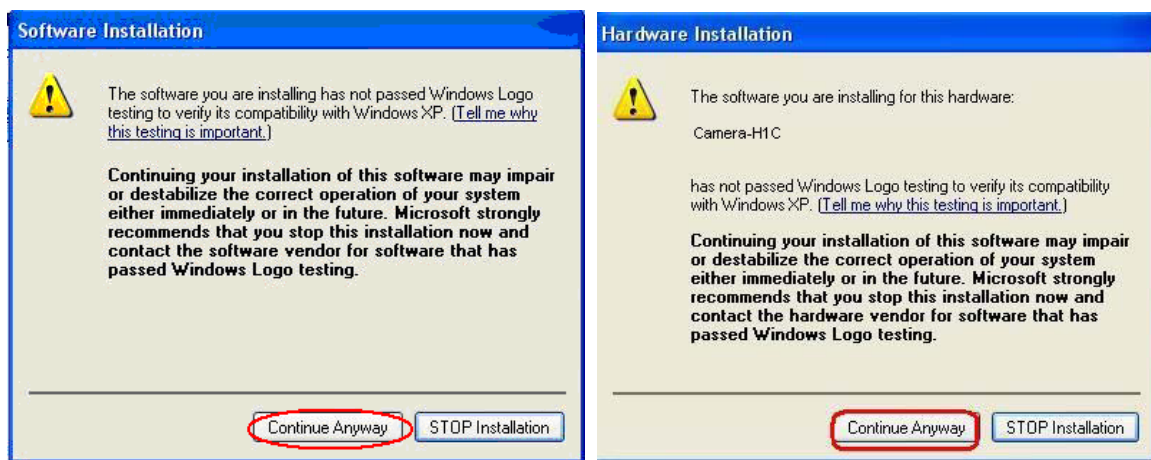 Software Installation
The software you are installing has not passed Windows Logo
testing to verify its compatibility with Windows XP. (Tell me why
this testing is important.)
Continuing your installation of this software may impair
or destabilize the correct operation of your system
either immediately or in the future. Microsoft strongly
recommends that you stop this installation now and
contact the software vendor for software that has
passed Windows Logo testing.
Continue Anyway
STOP Installation
Hardware Installation
The software you are installing for this hardware:
Camera-H1C
has not passed Windows Logo testing to verify its compatibility
with Windows XP. (Tell me why this testing is important.)
Continuing your installation of this software may impair
or destabilize the correct operation of your system
either immediately or in the future. Microsoft strongly
recommends that you stop this installation now and
contact the hardware vendor for software that has
passed Windows Logo testing.
Continue Anyway
STOP Installation